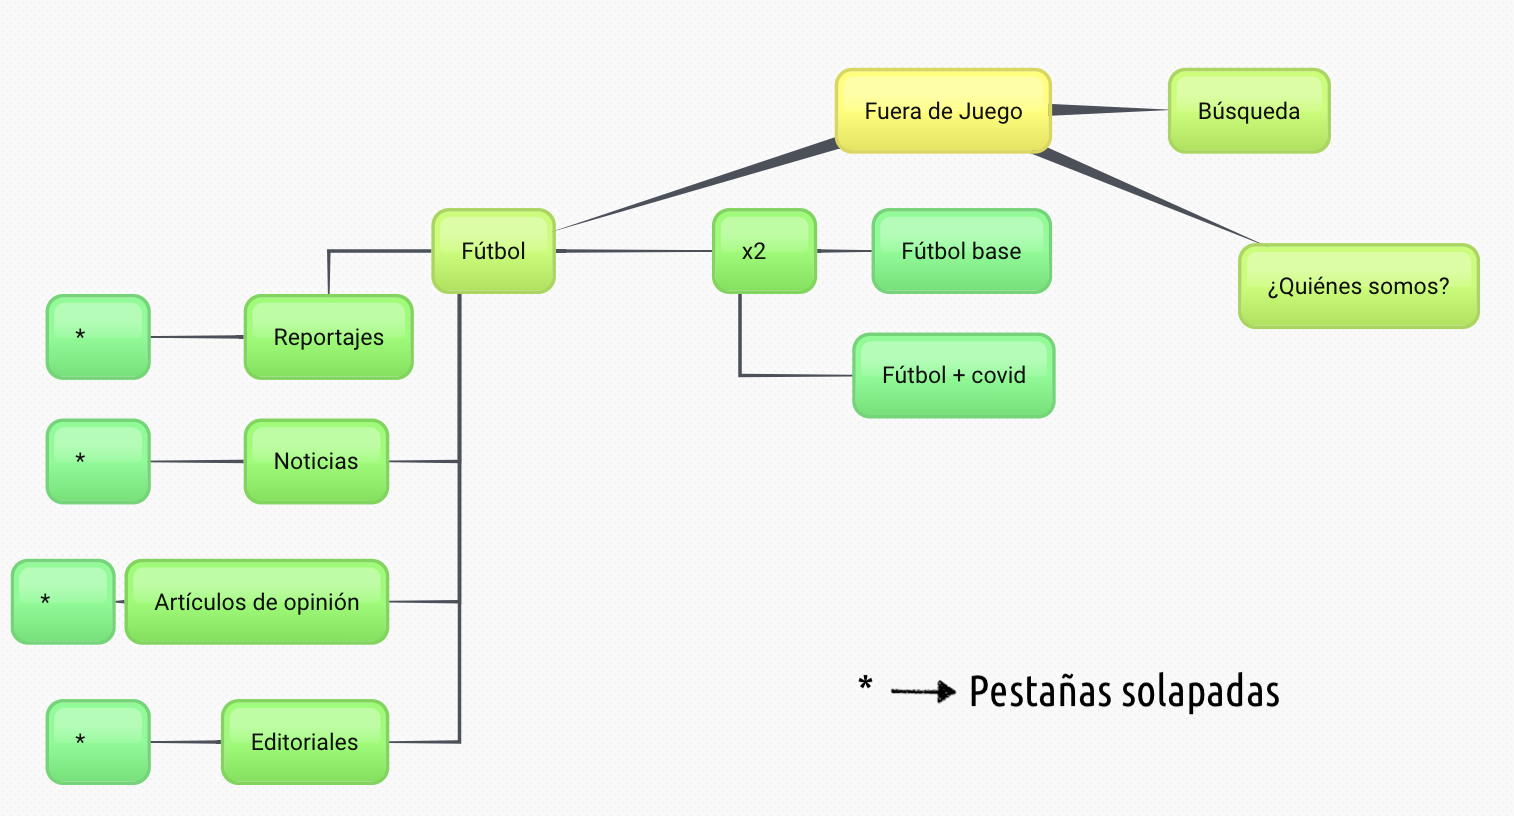 Fuera de Juego
Búsqueda
Fútbol
x2
Fútbol base
¿Quiénes somos?
* Reportajes
Fútbol + covid
* Noticias
* Artículos de opinión
* Pestañas solapadas
* Editoriales